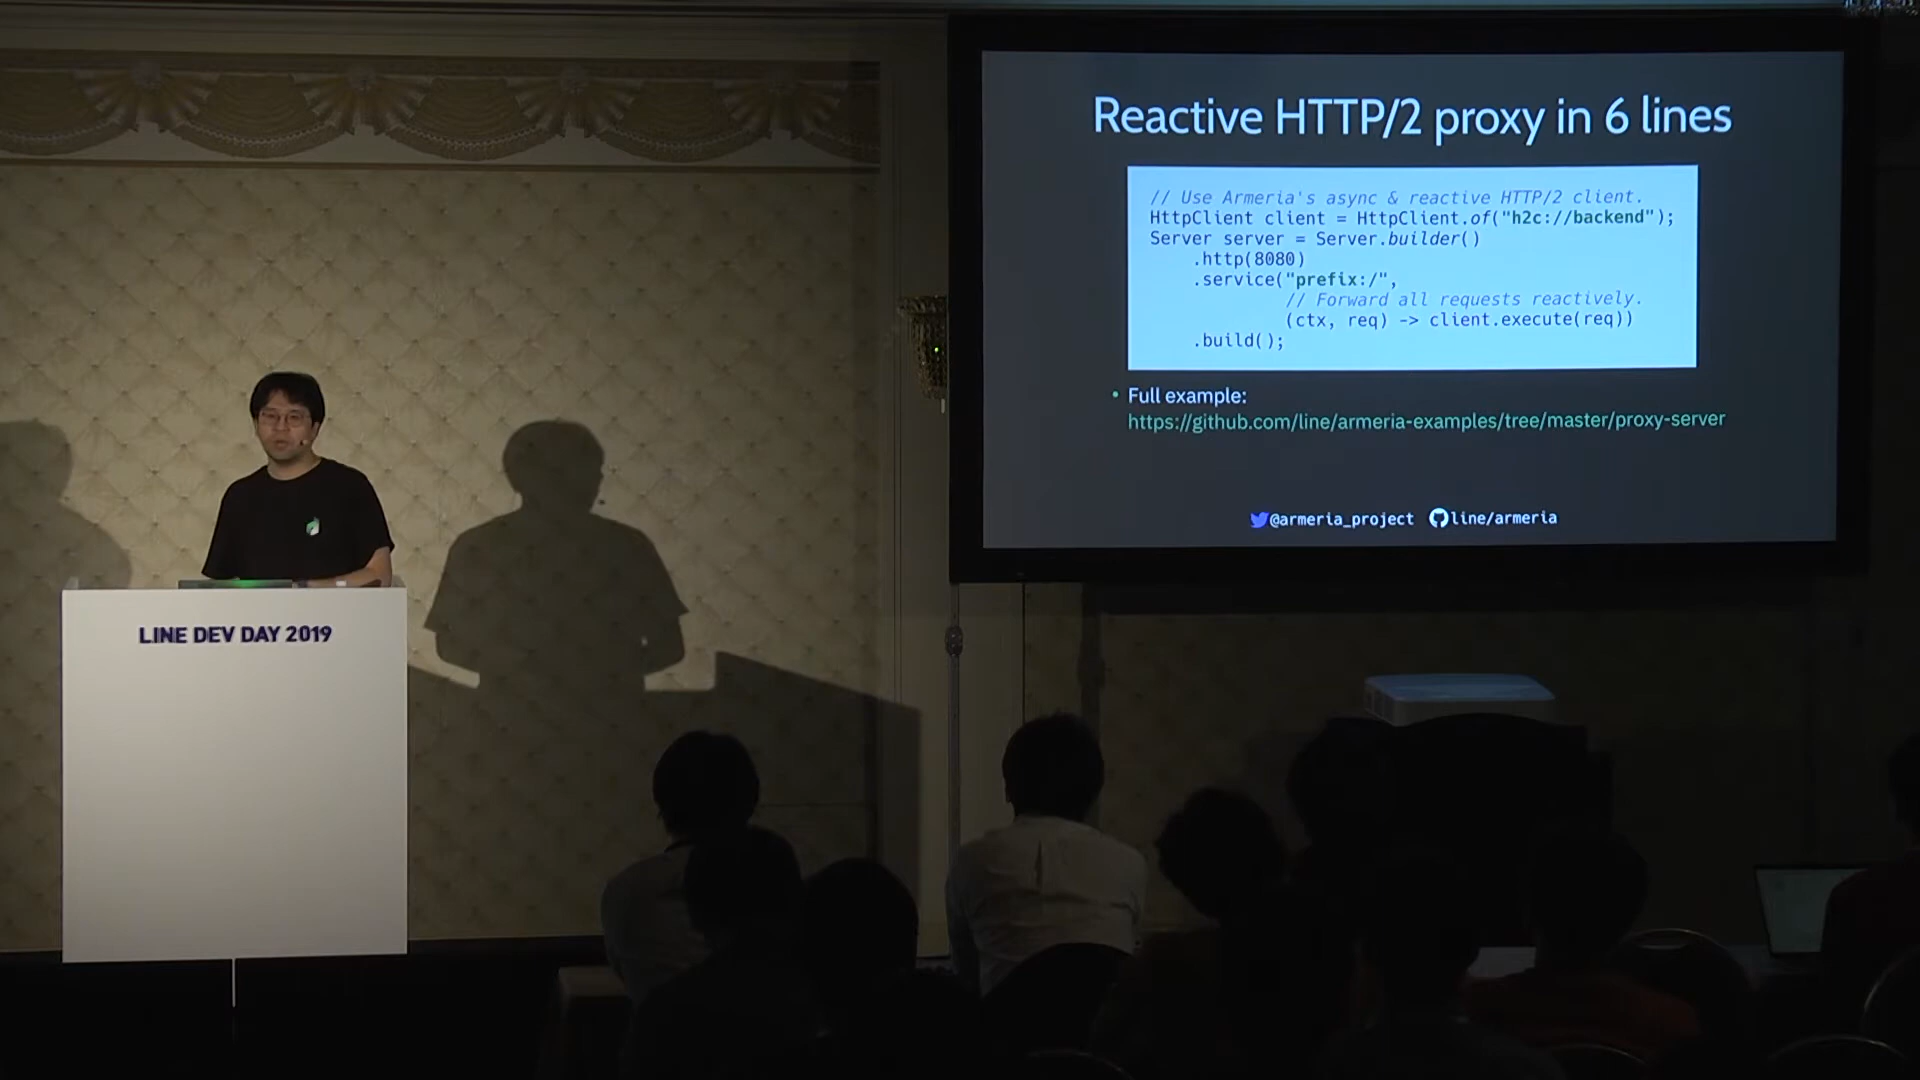 Reactive HTTP/2 proxy in 6 lines
// Use Armeria's async & reactive HTTP/2 client.
HttpClient client = HttpClient.of("h2c://backend");
Server server = Server.builder()
.http(8080)
.service("prefix:/",
// Forward all requests reactively.
(ctx, req) -> client.execute(req))
.build();
• Full example:
https://github.com/line/armeria-examples/tree/master/proxy-server
@armeria_project line/armeria
LINE DEV DAY 2019